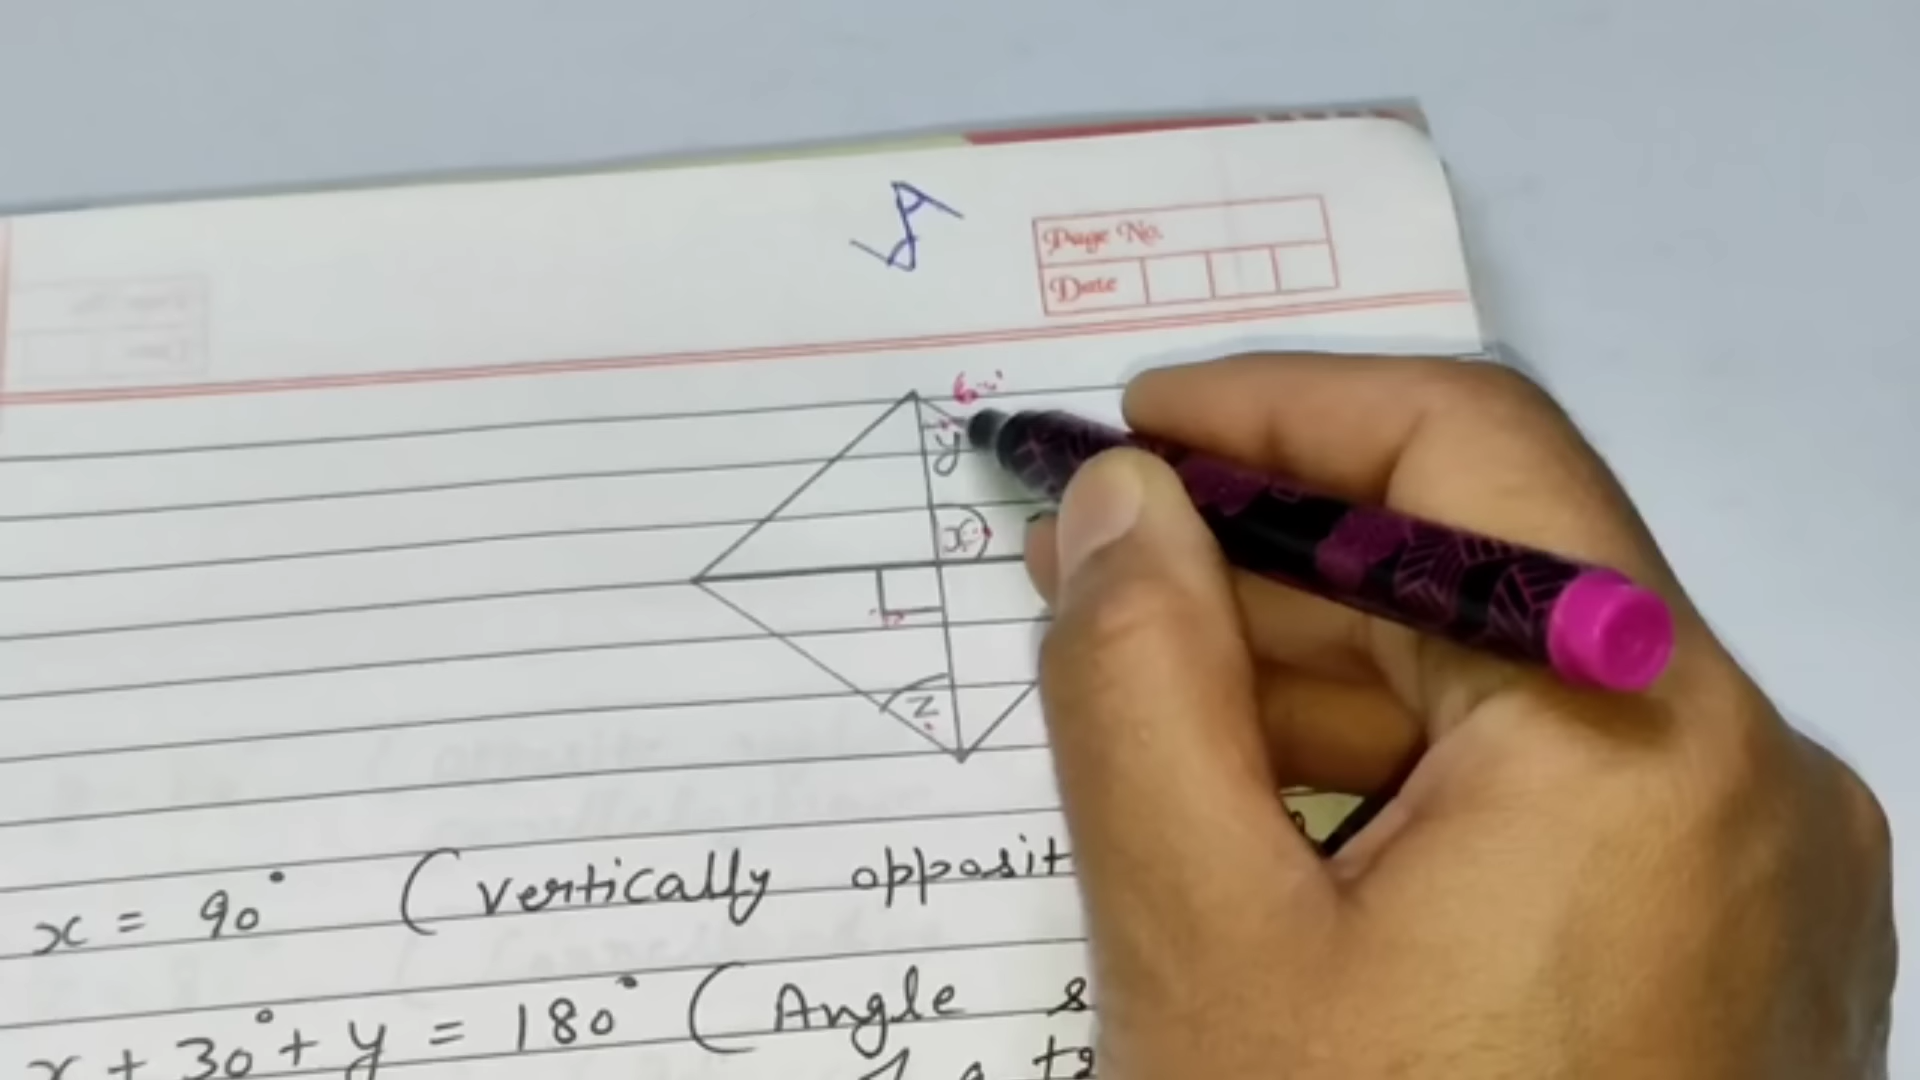 Page No.
Date
60
y
x
z
x = 90° (vertically opposit
x + 30° + y = 180° (Angle s